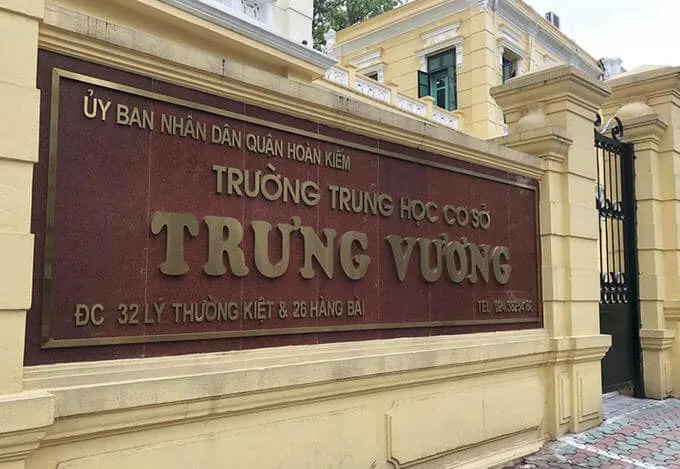 ỦY BAN NHÂN DÂN QUẬN HOÀN KIẾM
TRƯỜNG TRUNG HỌC CƠ SỞ
TRƯNG VƯƠNG
ĐC 32 LÝ THƯỜNG KIỆT & 26 HÀNG BÀI
TEL